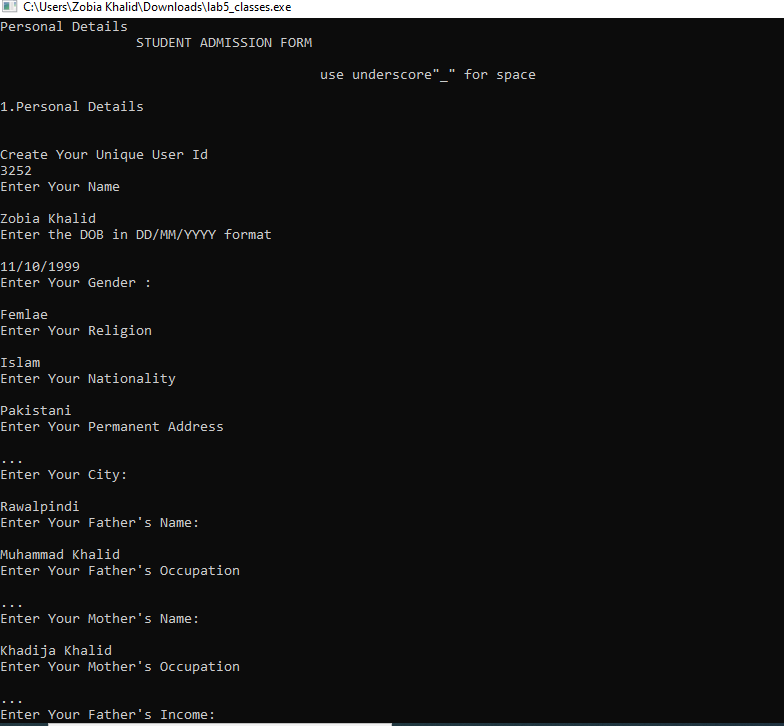 C:\Users\Zobia Khalid\Downloads\lab5_classes.exe
Personal Details
STUDENT ADMISSION FORM
use underscore"_" for space
1.Personal Details
Create Your Unique User Id
3252
Enter Your Name
Zobia Khalid
Enter the DOB in DD/MM/YYYY format
11/10/1999
Enter Your Gender :
Femlae
Enter Your Religion
Islam
Enter Your Nationality
Pakistani
Enter Your Permanent Address
...
Enter Your City:
Rawalpindi
Enter Your Father's Name:
Muhammad Khalid
Enter Your Father's Occupation
...
Enter Your Mother's Name:
Khadija Khalid
Enter Your Mother's Occupation
...
Enter Your Father's Income: